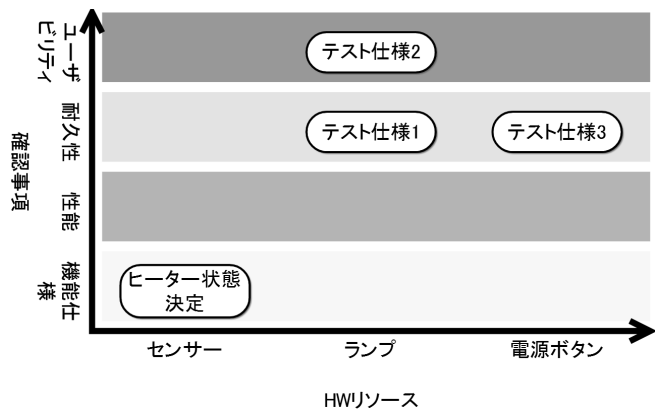 ユーザ
ビリティ
テスト仕様2
耐久性
テスト仕様1
テスト仕様3
確認事項
性能
機能仕
様
ヒーター状態
決定
センサー
ランプ
電源ボタン
HWリソース